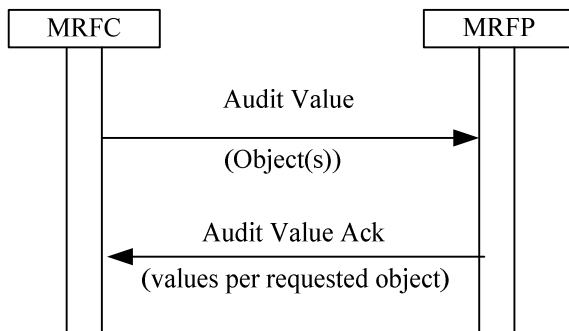 MRFC
MRFP
Audit Value
(Object(s))
Audit Value Ack
(values per requested object)